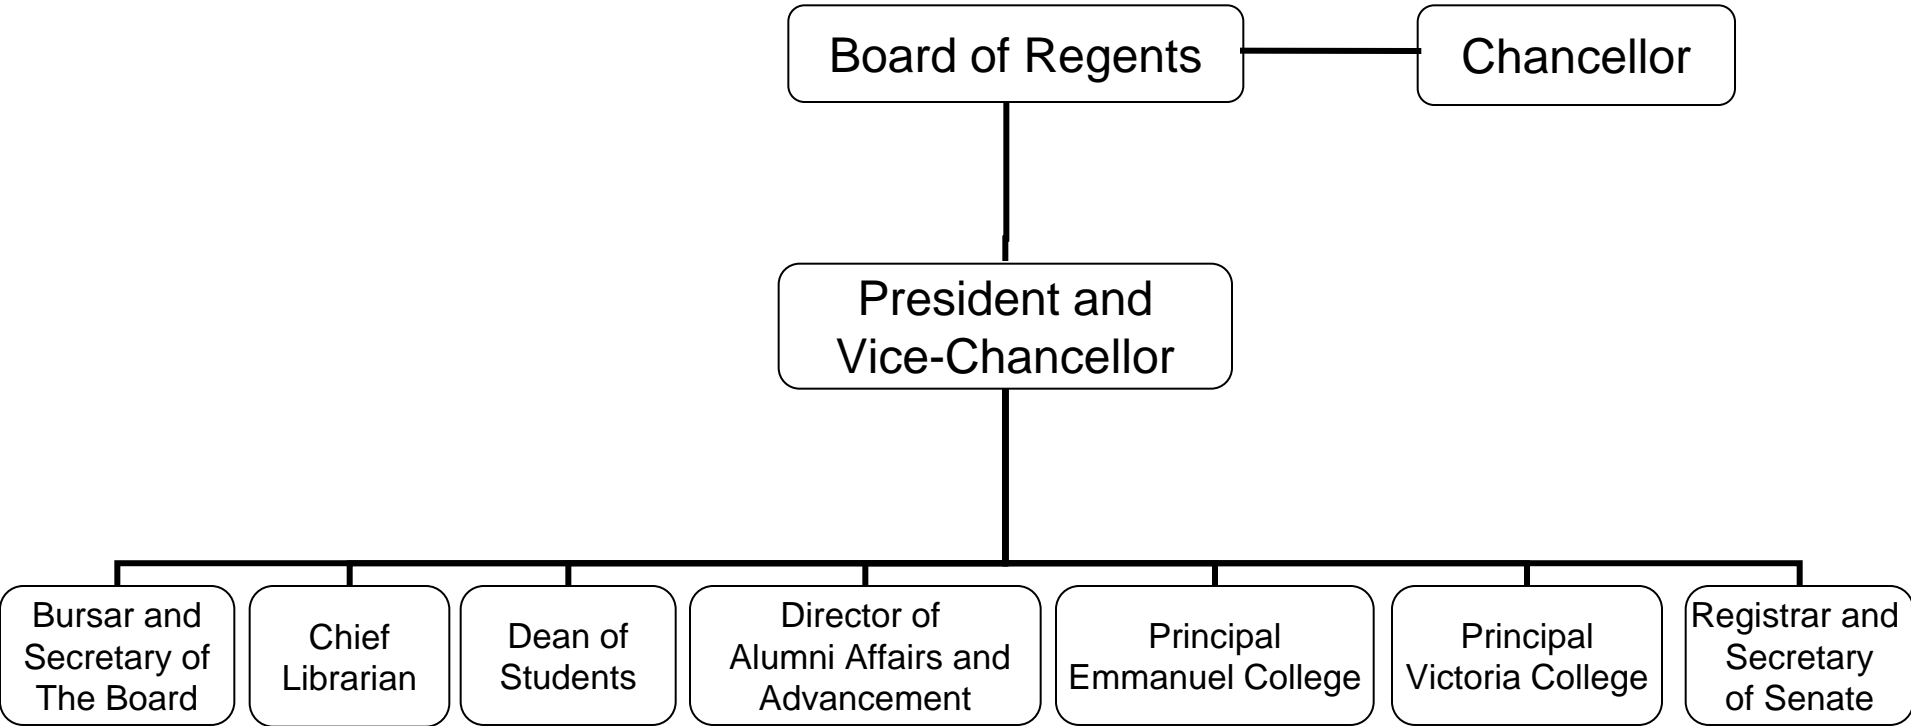 Board of Regents
Chancellor
President and
Vice-Chancellor
Bursar and
Secretary of
The Board
Chief
Librarian
Dean of
Students
Director of
Alumni Affairs and
Advancement
Principal
Emmanuel College
Principal
Victoria College
Registrar and
Secretary
of Senate